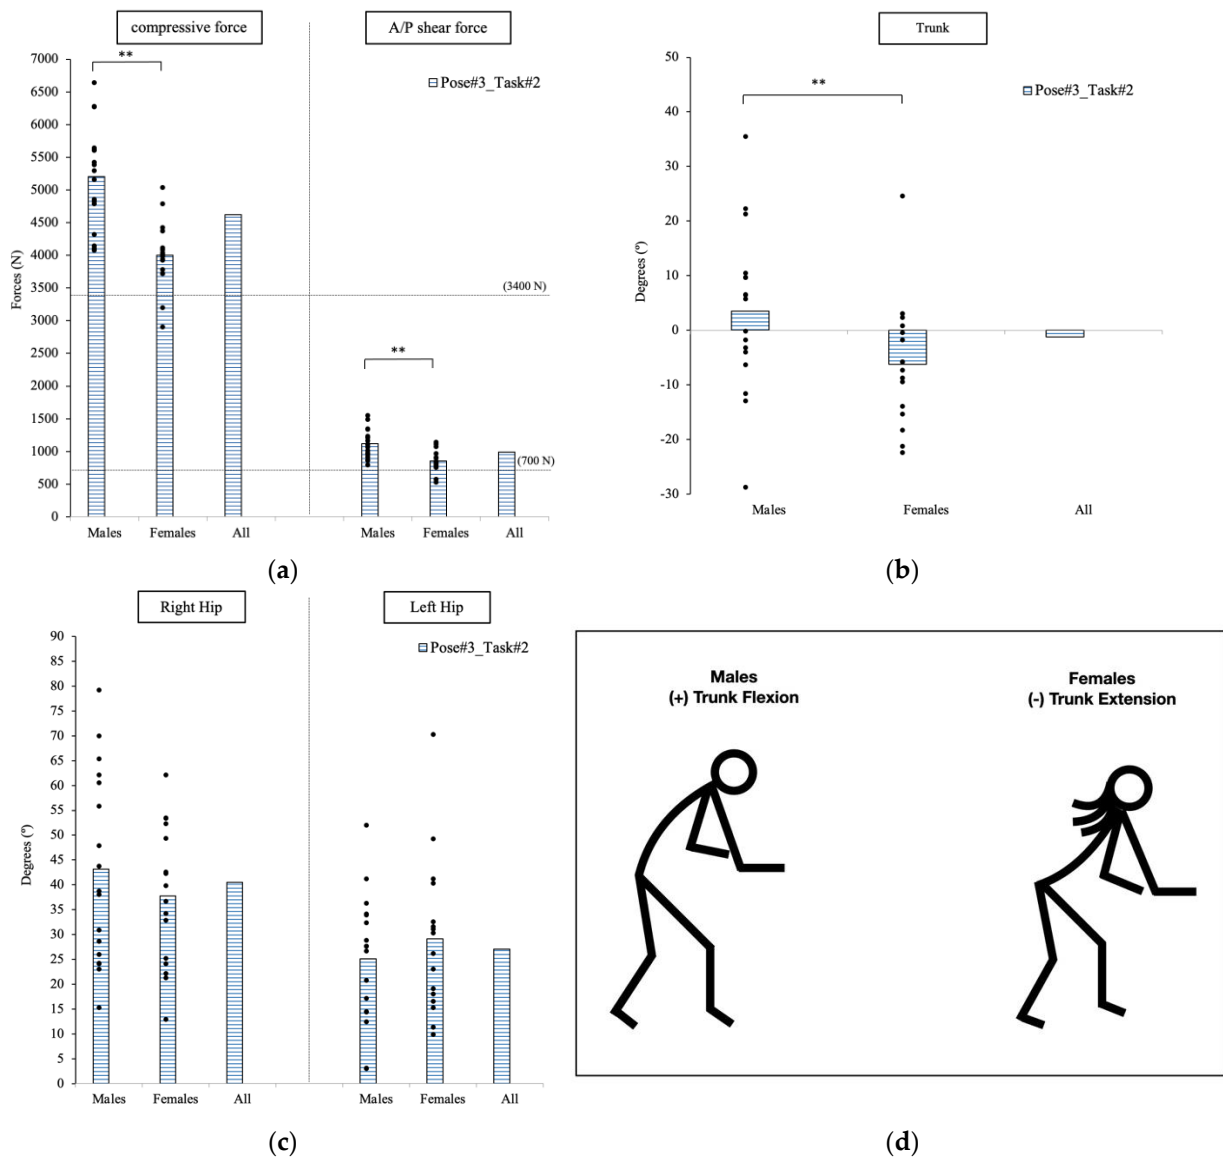 compressive force
A/P shear force
7000
6500
6000
5500
5000
4500
4000
3500
3000
2500
2000
1500
1000
500
0
Forces (N)
**
**
Pose#3_Task#2
(3400 N)
(700 N)
Males
Females
All
Males
Females
All
(a)
Trunk
50
40
30
20
10
0
-10
-20
-30
Degrees (º)
**
Pose#3_Task#2
Males
Females
All
(b)
Right Hip
Left Hip
90
85
80
75
70
65
60
55
50
45
40
35
30
25
20
15
10
5
0
Degrees (º)
Pose#3_Task#2
Males
Females
All
Males
Females
All
(c)
Males
(+) Trunk Flexion
Females
(-) Trunk Extension
(d)